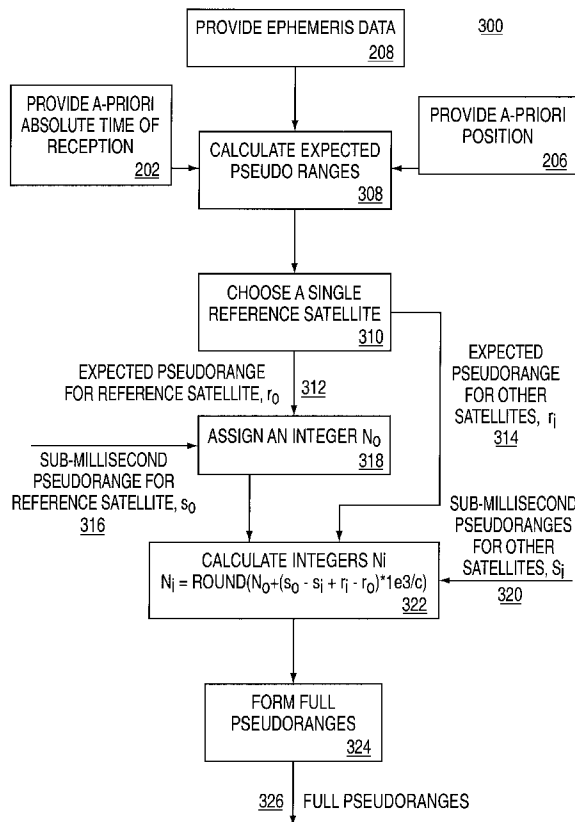 PROVIDE EPHEMERIS DATA
208
300
PROVIDE A-PRIORI
ABSOLUTE TIME OF
RECEPTION
202
PROVIDE A-PRIORI
POSITION
206
CALCULATE EXPECTED
PSEUDO RANGES
308
CHOOSE A SINGLE
REFERENCE SATELLITE
310
EXPECTED PSEUDORANGE
FOR REFERENCE SATELLITE, r₀
312
EXPECTED
PSEUDORANGE
FOR OTHER
SATELLITES, rᵢ
314
ASSIGN AN INTEGER N₀
318
SUB-MILLISECOND
PSEUDORANGE FOR
REFERENCE SATELLITE, s₀
316
SUB-MILLISECOND
PSEUDORANGES
FOR OTHER
SATELLITES, Sᵢ
320
CALCULATE INTEGERS Ni
Nᵢ = ROUND(N₀+(s₀ - sᵢ + rᵢ - r₀)*1e3/c)
322
FORM FULL
PSEUDORANGES
324
326 FULL PSEUDORANGES